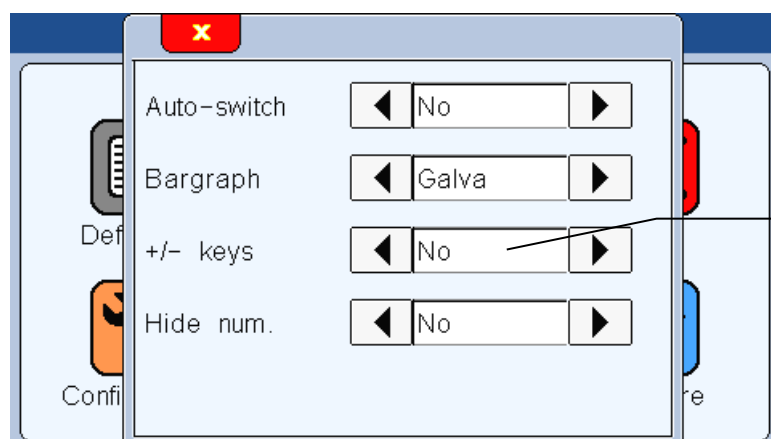 x
Auto-switch No
Bargraph Galva
Def
+/- keys No
Hide num. No
Confi
re